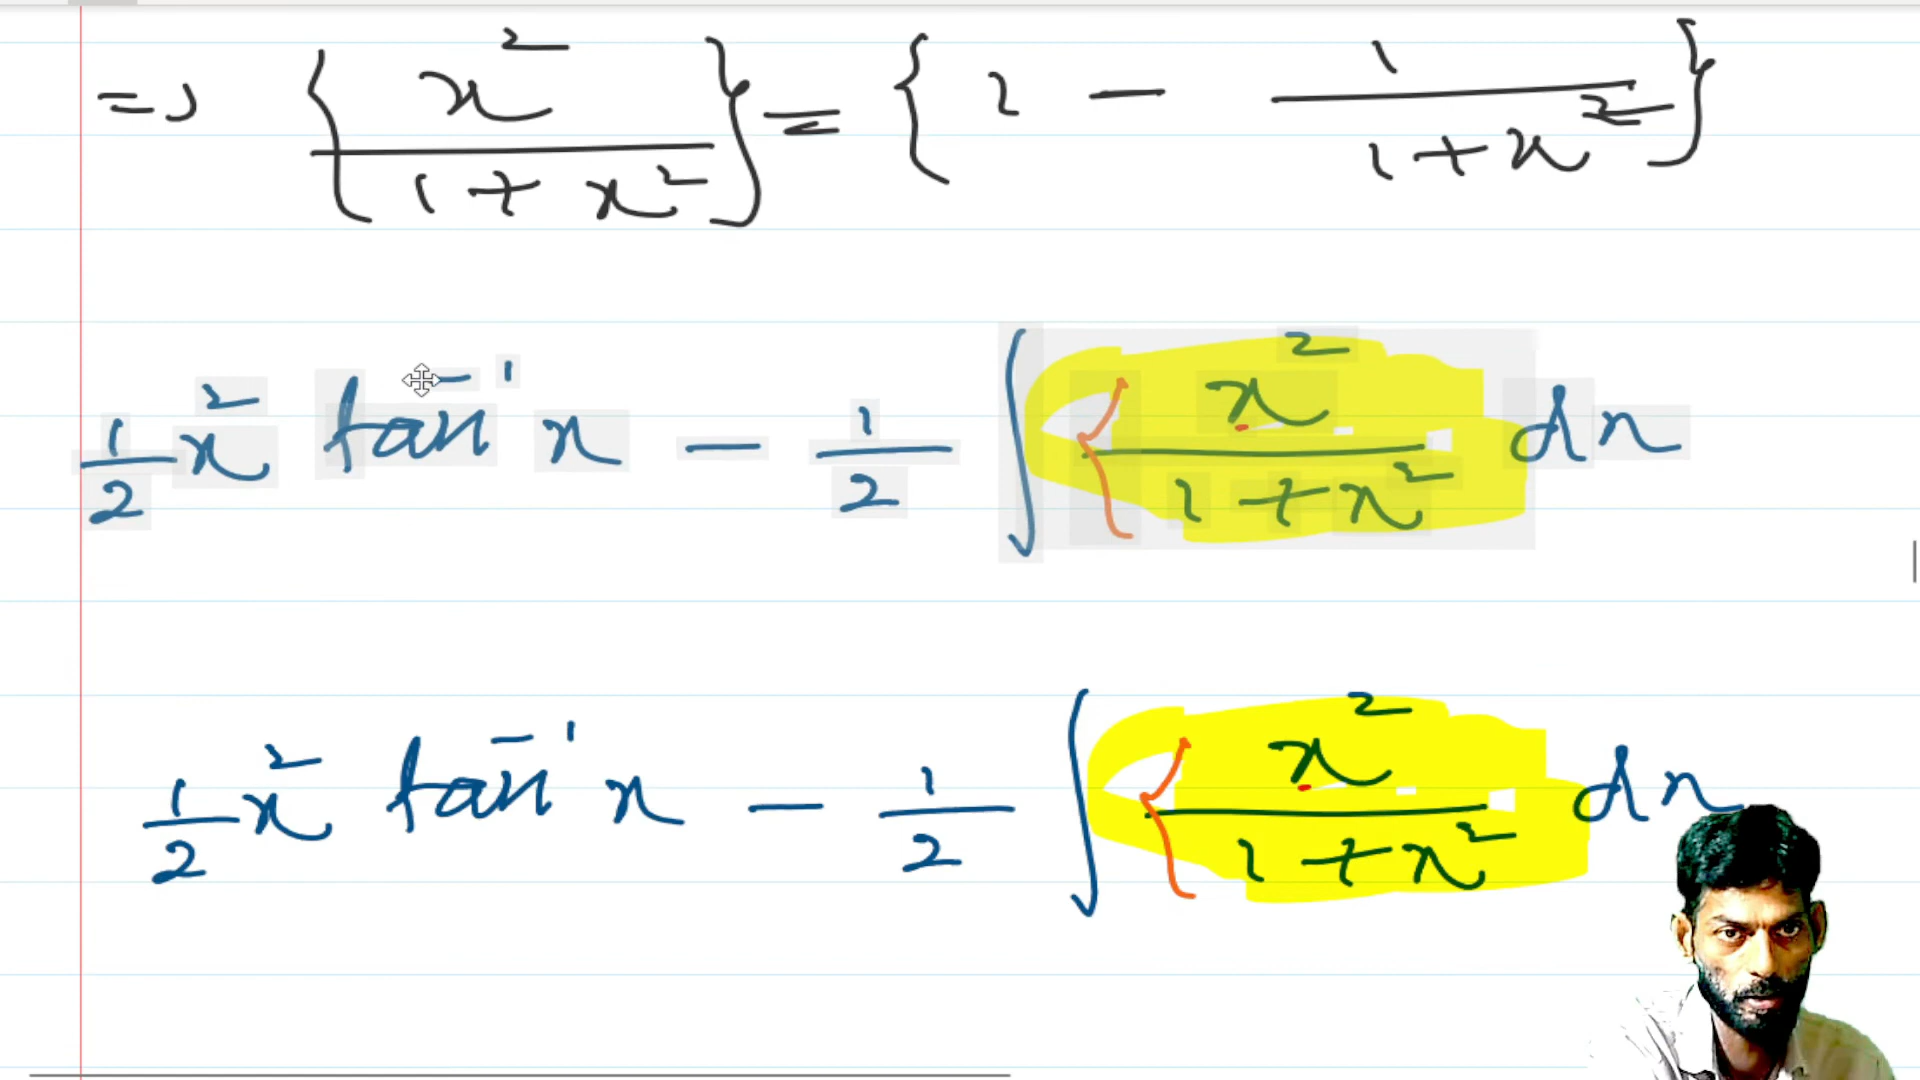 => { x² / (1 + x²) } = { 1 - 1 / (1 + x²) }
1/2 x² tan⁻¹ x - 1/2 ∫ { x² / (1 + x²) dx
1/2 x² tan⁻¹ x - 1/2 ∫ { x² / (1 + x²) dx